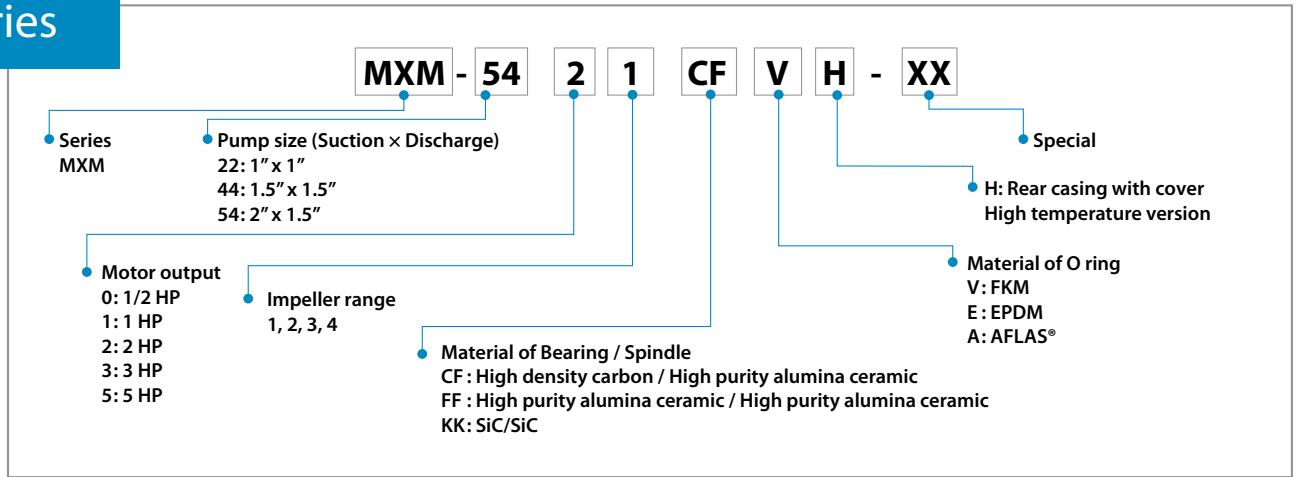 MXM - 54 2 1 CF V H - XX
Series
MXM
Pump size (Suction × Discharge)
22: 1” x 1”
44: 1.5” x 1.5”
54: 2” x 1.5”
Special
H: Rear casing with cover
High temperature version
Motor output
0: 1/2 HP
1: 1 HP
2: 2 HP
3: 3 HP
5: 5 HP
Impeller range
1, 2, 3, 4
Material of Bearing / Spindle
CF : High density carbon / High purity alumina ceramic
FF : High purity alumina ceramic / High purity alumina ceramic
KK: SiC/SiC
Material of O ring
V: FKM
E : EPDM
A: AFLAS®